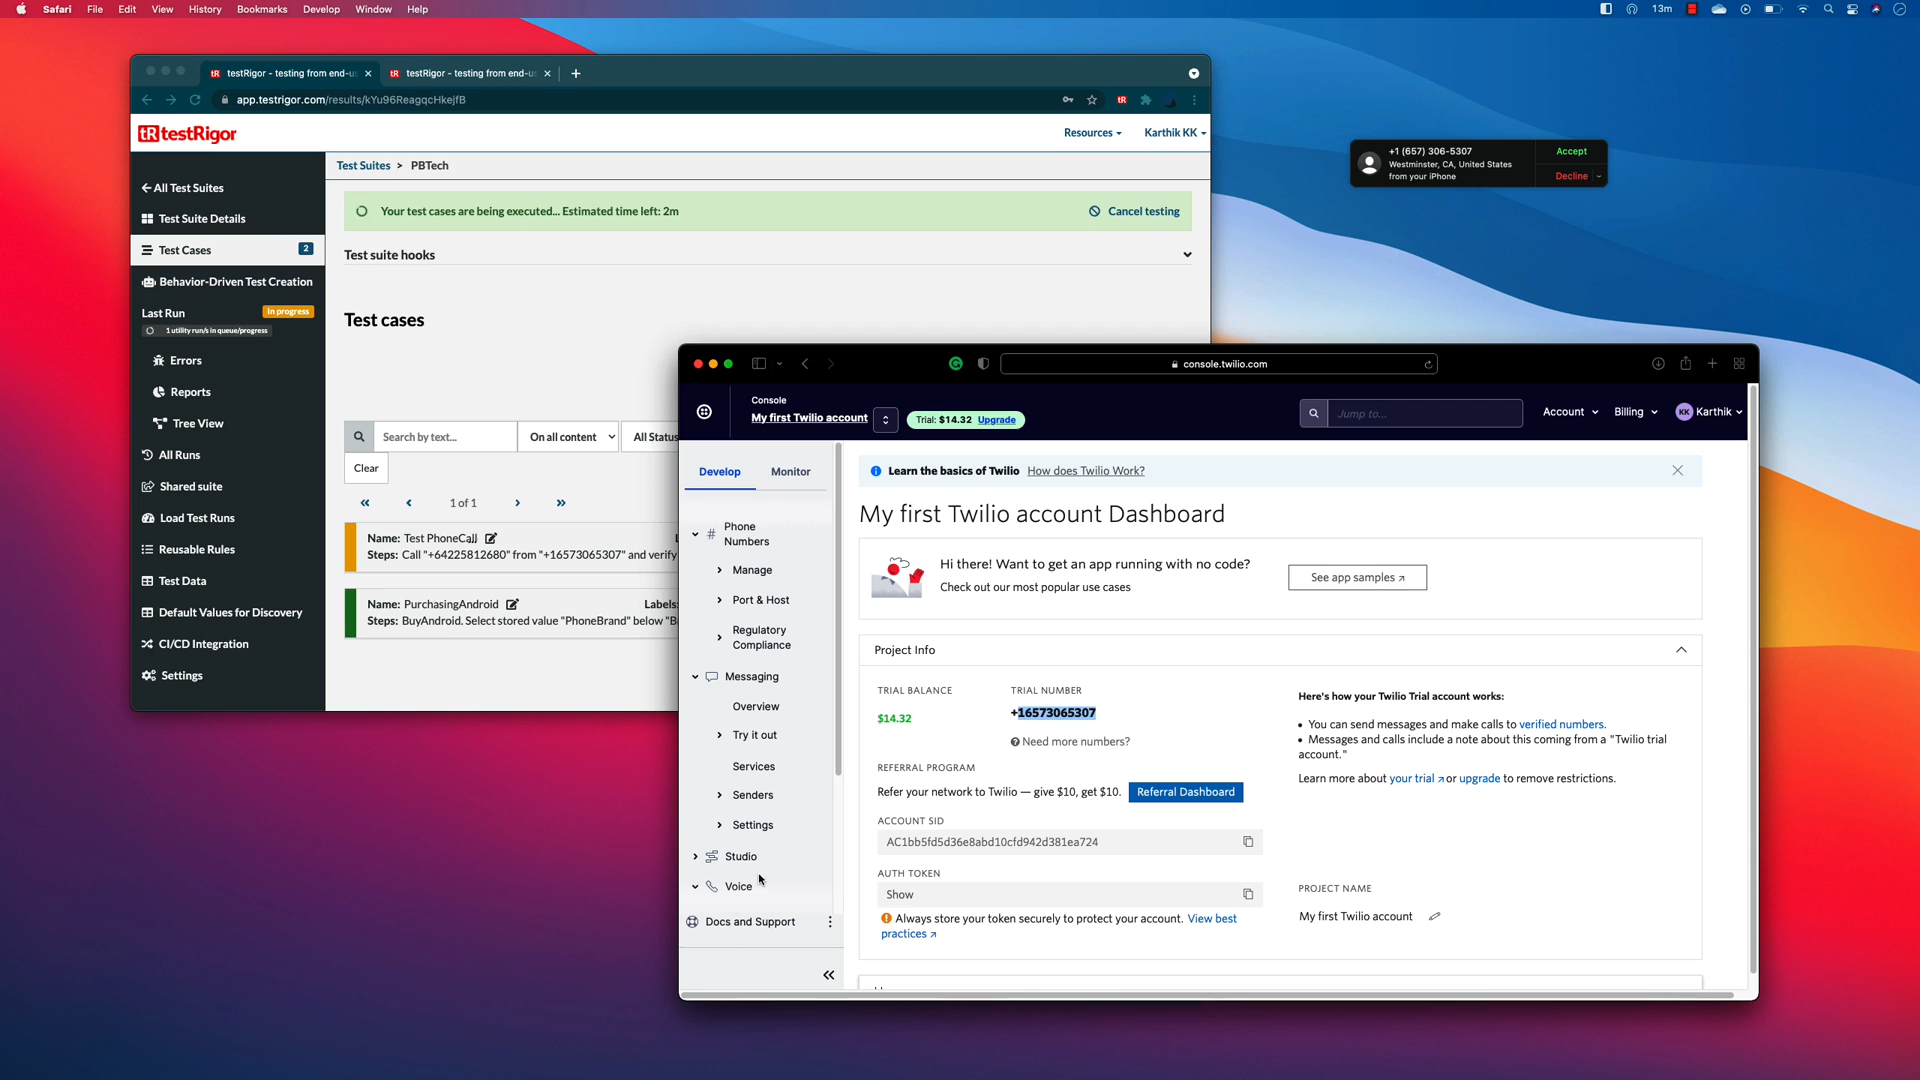 Safari File Edit View History Bookmarks Develop Window Help
13m
tR testRigor - testing from end-us
tR testRigor - testing from end-us
app.testrigor.com/results/kYu96ReagqcHkejfB
tR
tR testRigor
Resources
Karthik KK
Test Suites > PBTech
All Test Suites
Test Suite Details
Test Cases 2
Behavior-Driven Test Creation
Last Run In progress
1 utility run/s in queue/progress
Errors
Reports
Tree View
All Runs
Shared suite
Load Test Runs
Reusable Rules
Test Data
Default Values for Discovery
CI/CD Integration
Settings
Your test cases are being executed... Estimated time left: 2m
Cancel testing
Test suite hooks
Test cases
Search by text...
On all content
All Status
Clear
1 of 1
Name: Test PhoneCall
Steps: Call "+64225812680" from "+16573065307" and verify
Name: PurchasingAndroid
Labels:
Steps: BuyAndroid. Select stored value "PhoneBrand" below "B
+1 (657) 306-5307
Westminster, CA, United States
from your iPhone
Accept
Decline
console.twilio.com
Console
My first Twilio account
Trial: $14.32 Upgrade
Jump to...
Account
Billing
KK Karthik
Develop
Monitor
# Phone
Numbers
Manage
Port & Host
Regulatory
Compliance
Messaging
Overview
Try it out
Services
Senders
Settings
Studio
Voice
Docs and Support
Learn the basics of Twilio How does Twilio Work?
My first Twilio account Dashboard
Hi there! Want to get an app running with no code?
Check out our most popular use cases
See app samples
Project Info
TRIAL BALANCE
$14.32
TRIAL NUMBER
+16573065307
Need more numbers?
REFERRAL PROGRAM
Refer your network to Twilio — give $10, get $10.
Referral Dashboard
ACCOUNT SID
AC1bb5fd5d36e8abd10cfd942d381ea724
AUTH TOKEN
Show
Always store your token securely to protect your account. View best
practices
Here's how your Twilio Trial account works:
• You can send messages and make calls to verified numbers.
• Messages and calls include a note about this coming from a "Twilio trial
account."
Learn more about your trial or upgrade to remove restrictions.
PROJECT NAME
My first Twilio account